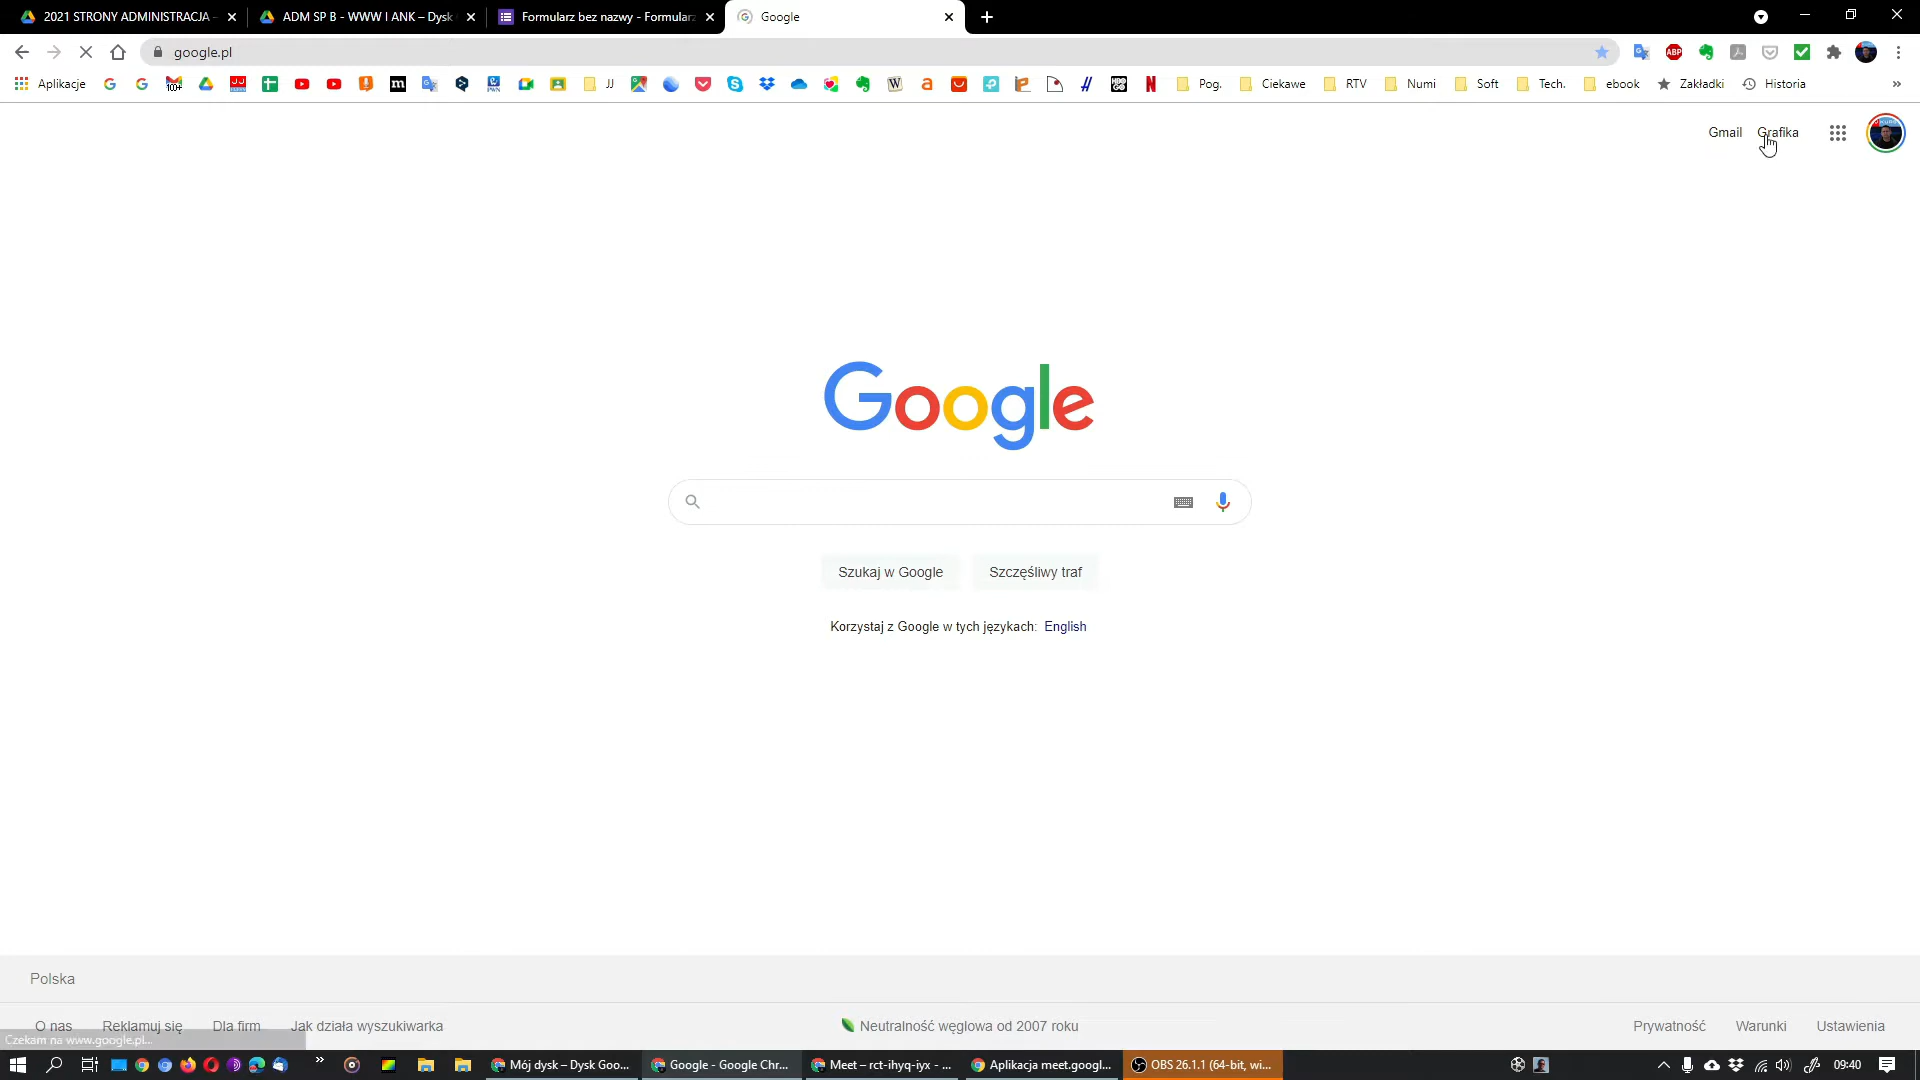 2021 STRONY ADMINISTRACJA -
ADM SP B - WWW I ANK – Dysk
Formularz bez nazwy - Formularz
Google
google.pl
Aplikacje
100+
JJ
Pog.
Ciekawe
RTV
Numi
Soft
Tech.
ebook
Zakładki
Historia
Gmail
Grafika
Google
Szukaj w Google
Szczęśliwy traf
Korzystaj z Google w tych językach: English
Polska
O nas
Reklamuj się
Dla firm
Jak działa wyszukiwarka
Neutralność węglowa od 2007 roku
Prywatność
Warunki
Ustawienia
Czekam na www.google.pl...
Mój dysk – Dysk Goo...
Google - Google Chr...
Meet – rct-ihyq-iyx - ...
Aplikacja meet.googl...
OBS 26.1.1 (64-bit, wi...
09:40